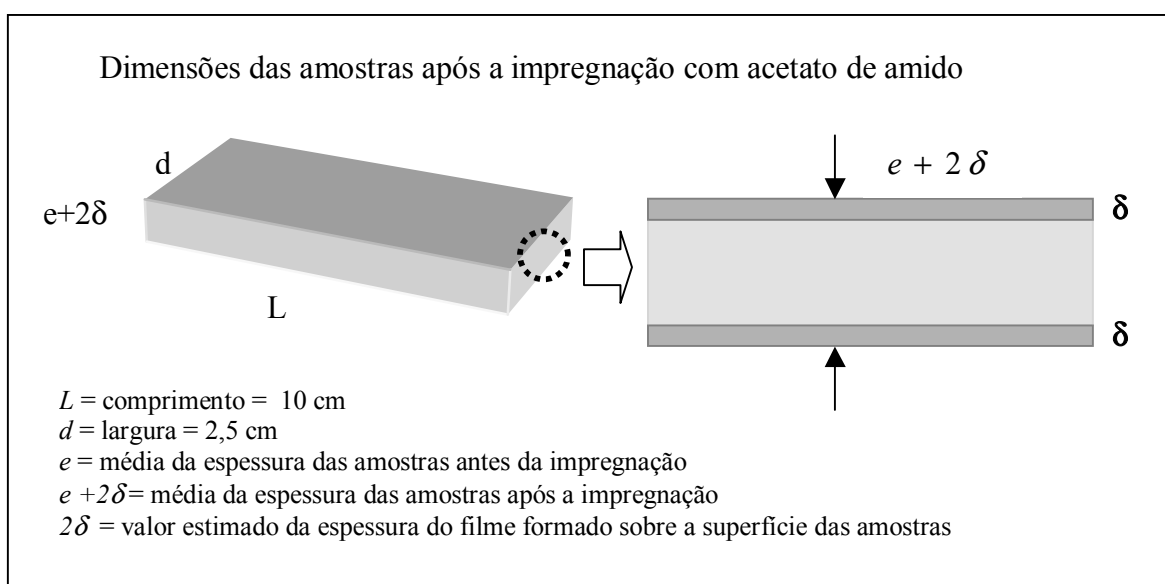 Dimensões das amostras após a impregnação com acetato de amido
d
e + 2 δ
e+2δ
δ
L
δ
L = comprimento = 10 cm
d = largura = 2,5 cm
e = média da espessura das amostras antes da impregnação
e +2δ= média da espessura das amostras após a impregnação
2δ = valor estimado da espessura do filme formado sobre a superfície das amostras